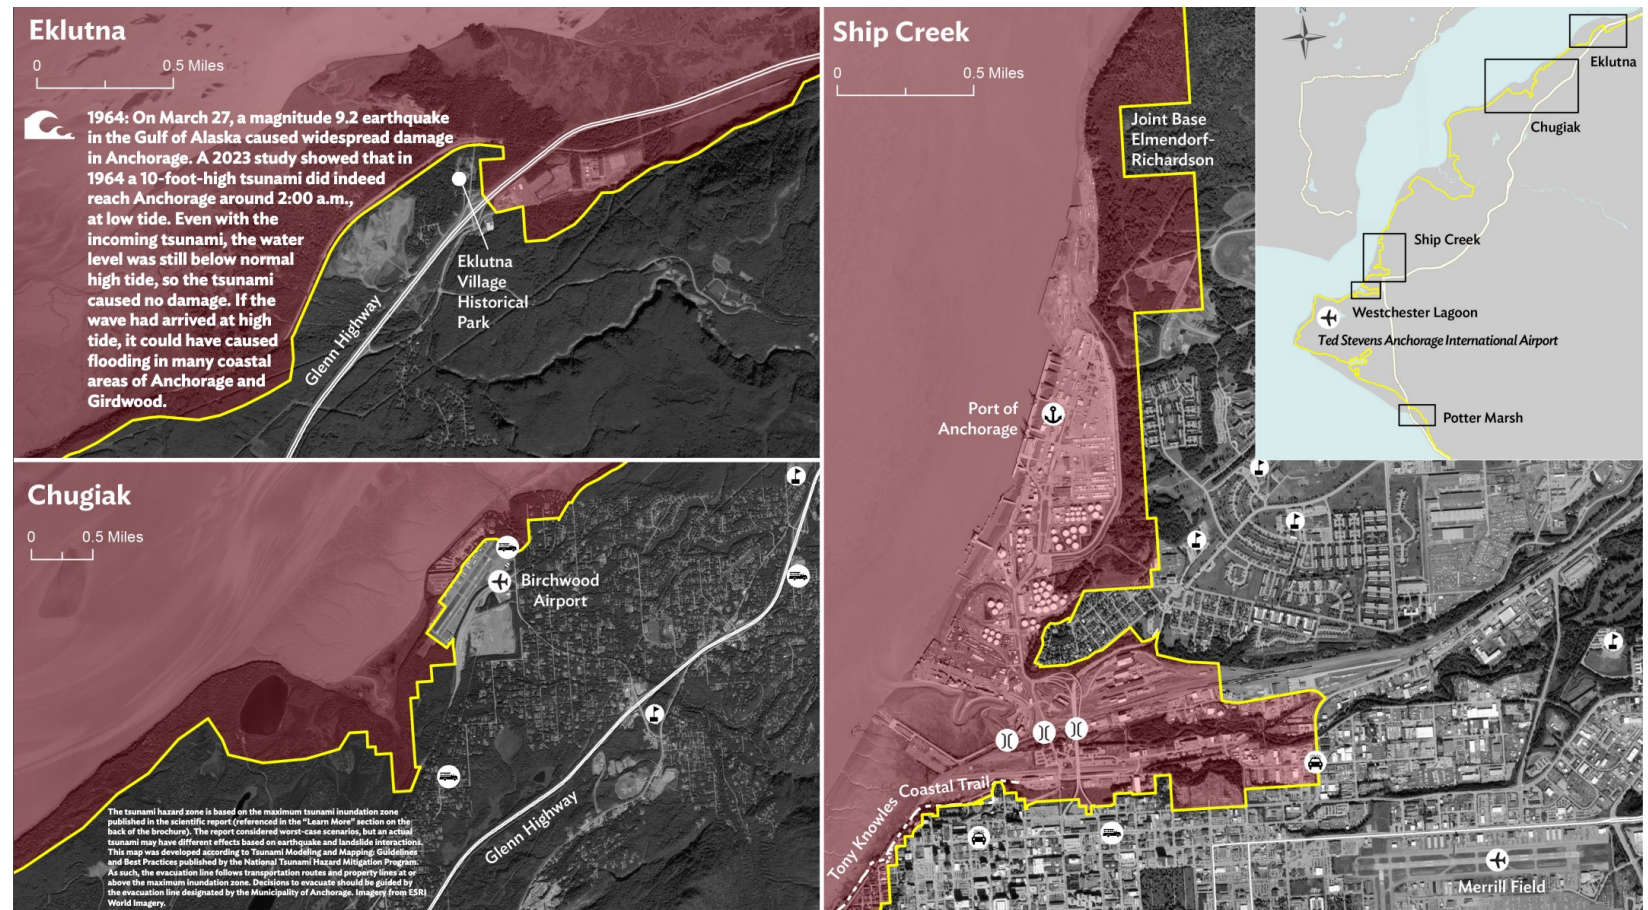 Eklutna
0 0.5 Miles
1964: On March 27, a magnitude 9.2 earthquake
in the Gulf of Alaska caused widespread damage
in Anchorage. A 2023 study showed that in
1964 a 10-foot-high tsunami did indeed
reach Anchorage around 2:00 a.m.,
at low tide. Even with the
incoming tsunami, the water
level was still below normal
high tide, so the tsunami
caused no damage. If the
wave had arrived at high
tide, it could have caused
flooding in many coastal
areas of Anchorage and
Girdwood.
Eklutna
Village
Historical
Park
Glenn Highway
Chugiak
0 0.5 Miles
Birchwood
Airport
Glenn Highway
The tsunami hazard zone is based on the maximum tsunami inundation zone
published in the scientific report (referenced in the “Learn More” section on the
back of the brochure). The report considered worst-case scenarios, but an actual
tsunami may have different effects based on earthquake and landslide interactions.
This map was developed according to Tsunami Modeling and Mapping: Guidelines
and Best Practices published by the National Tsunami Hazard Mitigation Program.
As such, the evacuation line follows transportation routes and property lines at or
above the maximum inundation zone. Decisions to evacuate should be guided by
the evacuation line designated by the Municipality of Anchorage. Imagery from ESRI
World Imagery.
Ship Creek
0 0.5 Miles
Joint Base
Elmendorf-
Richardson
Port of
Anchorage
Tony Knowles Coastal Trail
Merrill Field
Eklutna
Chugiak
Ship Creek
Westchester Lagoon
Ted Stevens Anchorage International Airport
Potter Marsh